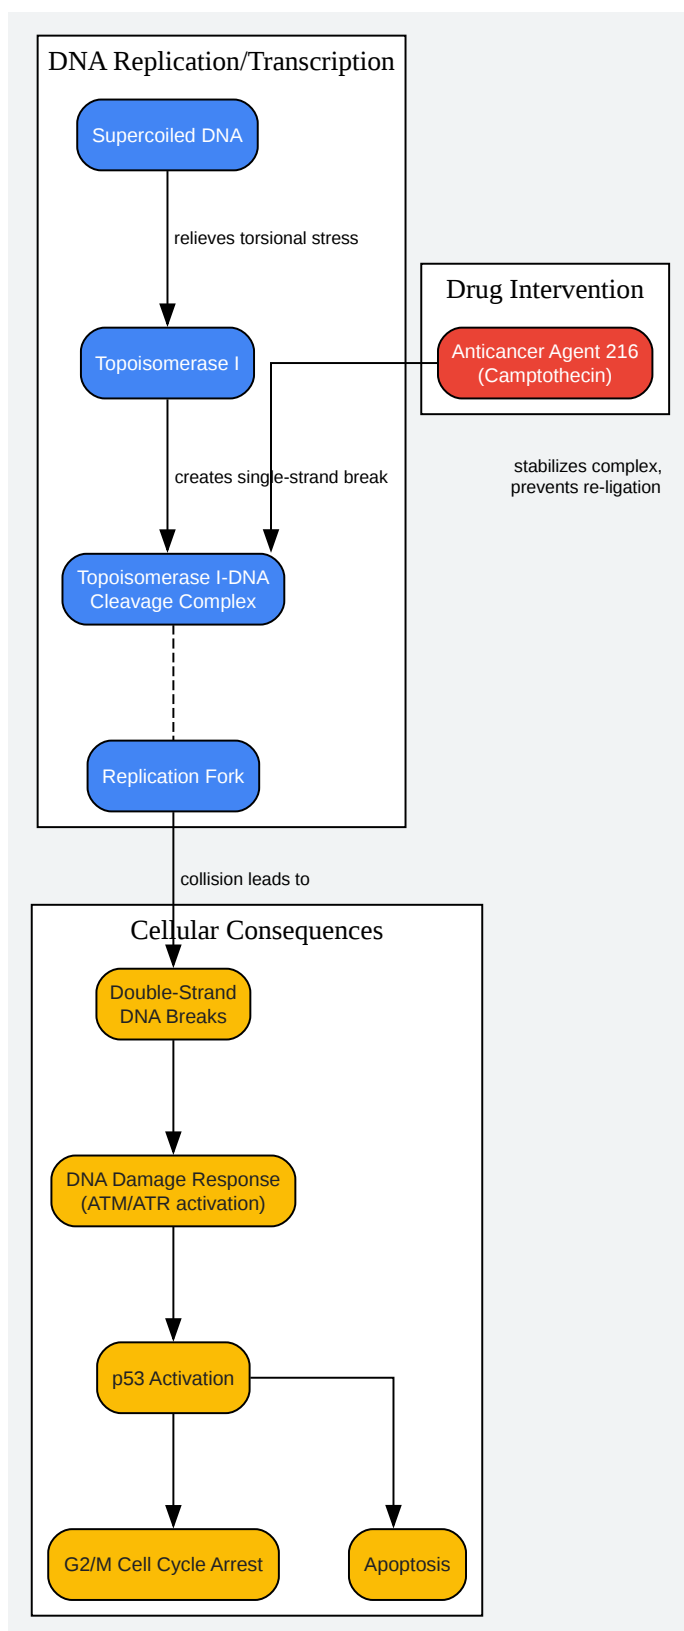 DNA Replication/Transcription
Supercoiled DNA
relieves torsional stress
Drug Intervention
Topoisomerase I
Anticancer Agent 216
(Camptothecin)
creates single-strand break
stabilizes complex,
prevents re-ligation
Topoisomerase I-DNA
Cleavage Complex
Replication Fork
collision leads to
Cellular Consequences
Double-Strand
DNA Breaks
DNA Damage Response
(ATM/ATR activation)
p53 Activation
G2/M Cell Cycle Arrest
Apoptosis